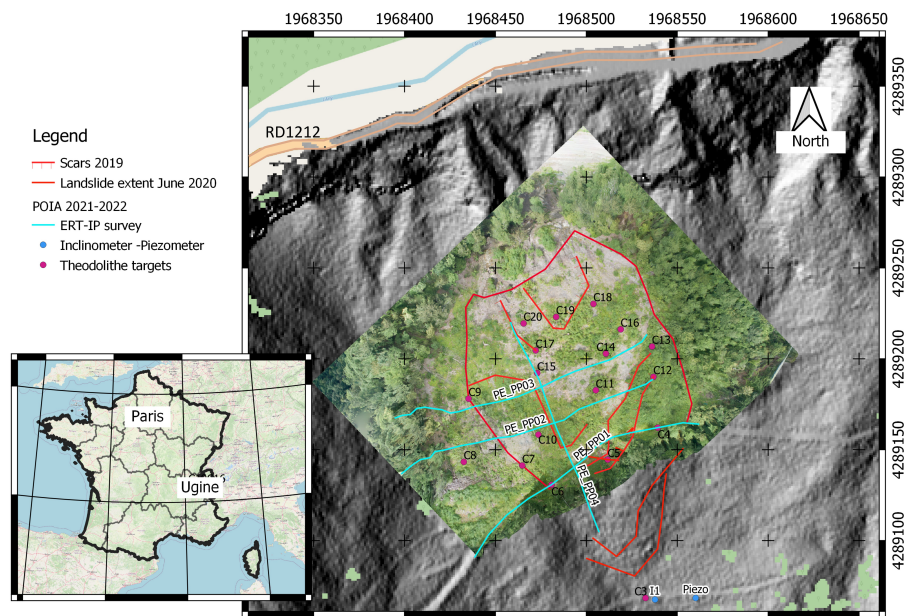 1968350 1968400 1968450 1968500 1968550 1968600 1968650
4289350
4289300
4289250
4289200
4289150
4289100
RD1212
North
Legend
Scars 2019
Landslide extent June 2020
POIA 2021-2022
ERT-IP survey
Inclinometer -Piezometer
Theodolithe targets
C18
C19
C20
C16
C17
C13
C14
C15
C12
C11
C9
PE_PP03
PE_PP02
C10
PE_PP01
C4
C5
C8
C7
C6
PE_PP04
C3 I1 Piezo
Paris
Ugine